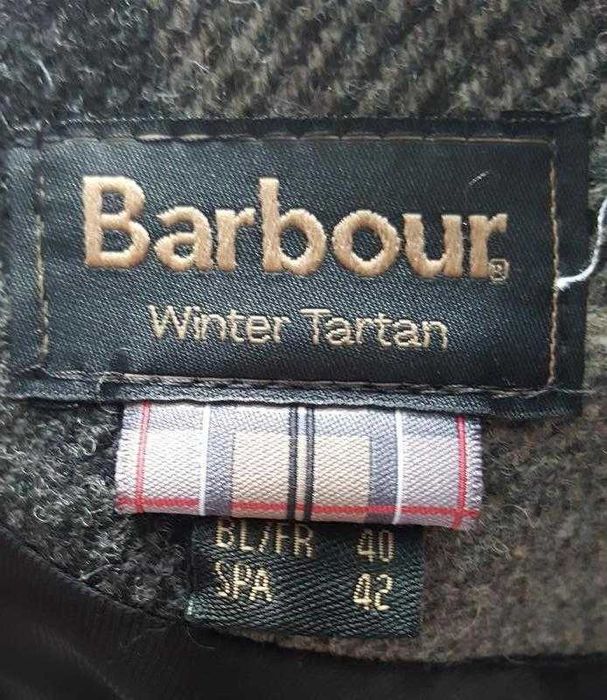 Barbour®
Winter Tartan
BL/FR 40
SPA 42